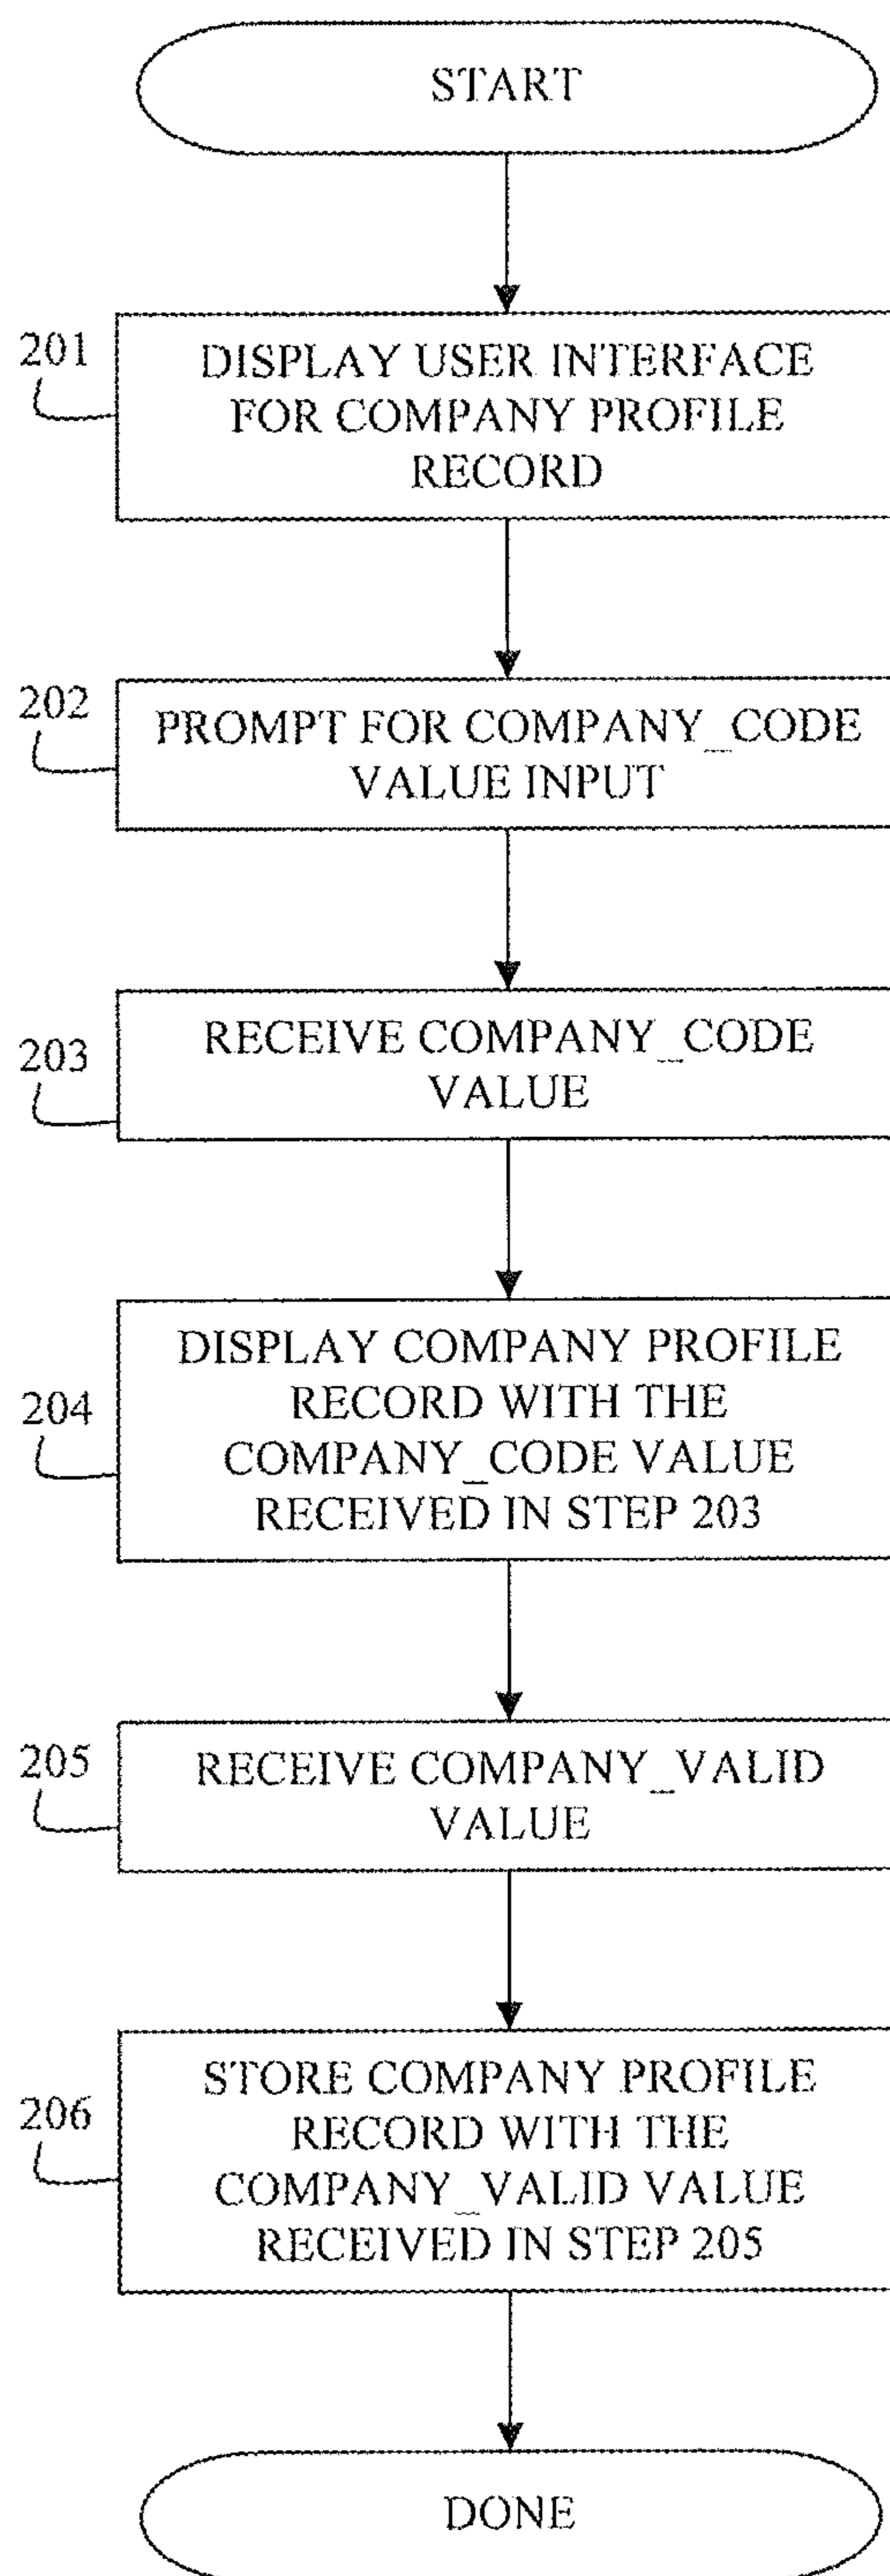 START
201
DISPLAY USER INTERFACE
FOR COMPANY PROFILE
RECORD
202
PROMPT FOR COMPANY_CODE
VALUE INPUT
203
RECEIVE COMPANY_CODE
VALUE
204
DISPLAY COMPANY PROFILE
RECORD WITH THE
COMPANY_CODE VALUE
RECEIVED IN STEP 203
205
RECEIVE COMPANY_VALID
VALUE
206
STORE COMPANY PROFILE
RECORD WITH THE
COMPANY_VALID VALUE
RECEIVED IN STEP 205
DONE